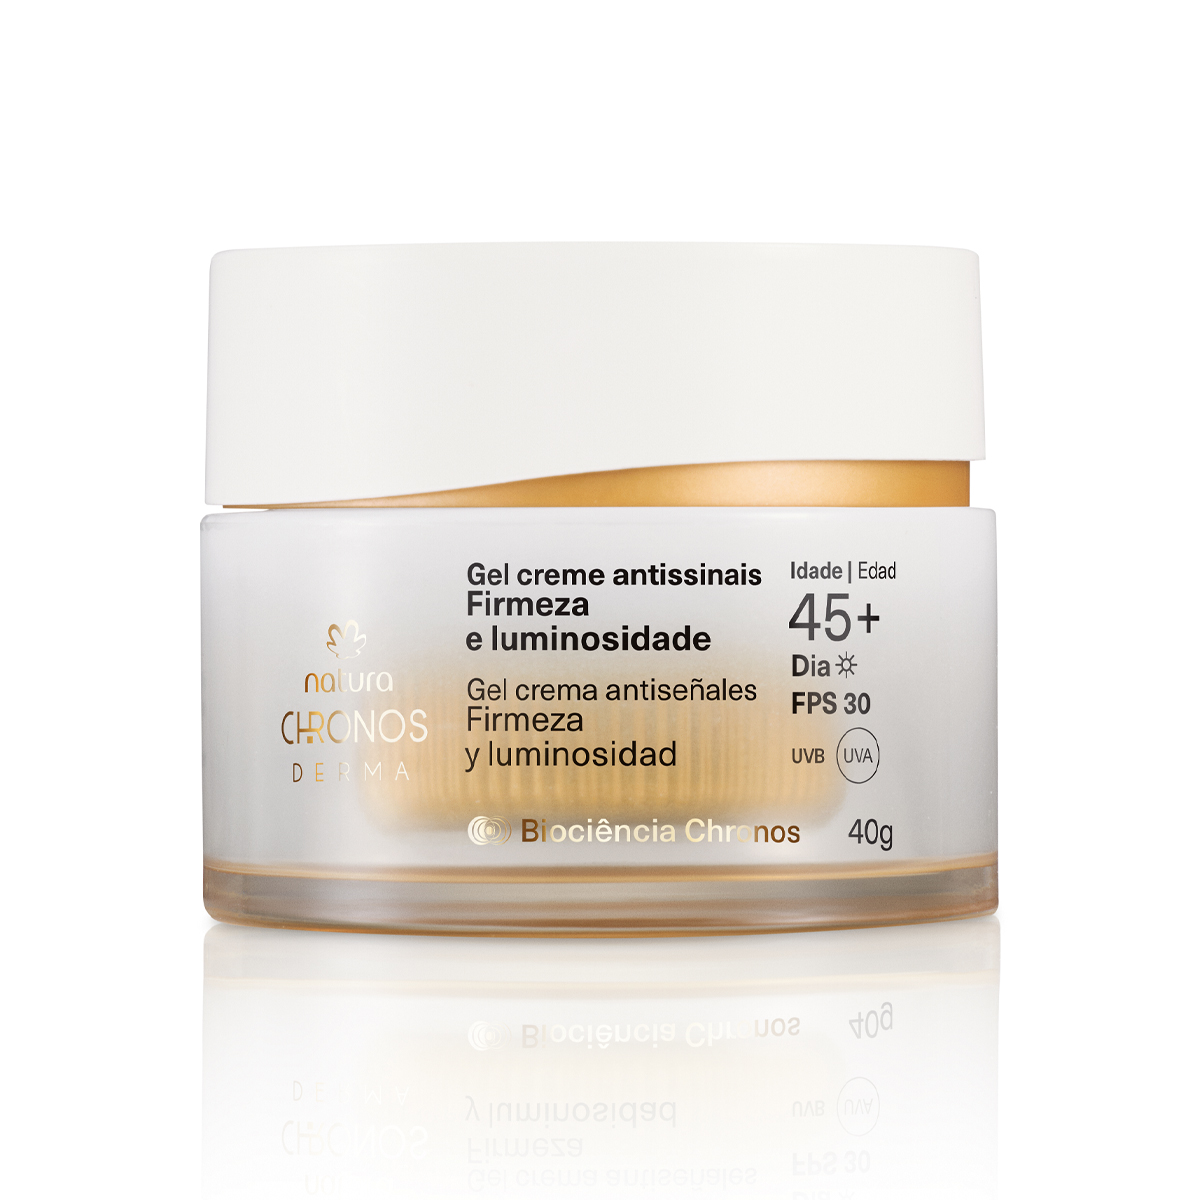 natura
CHRONOS
DERMA
Gel creme antissinais
Firmeza
e luminosidade
Gel crema antiseñales
Firmeza
y luminosidad
Biociência Chronos
Idade | Edad
45+
Dia
FPS 30
UVB UVA
40g